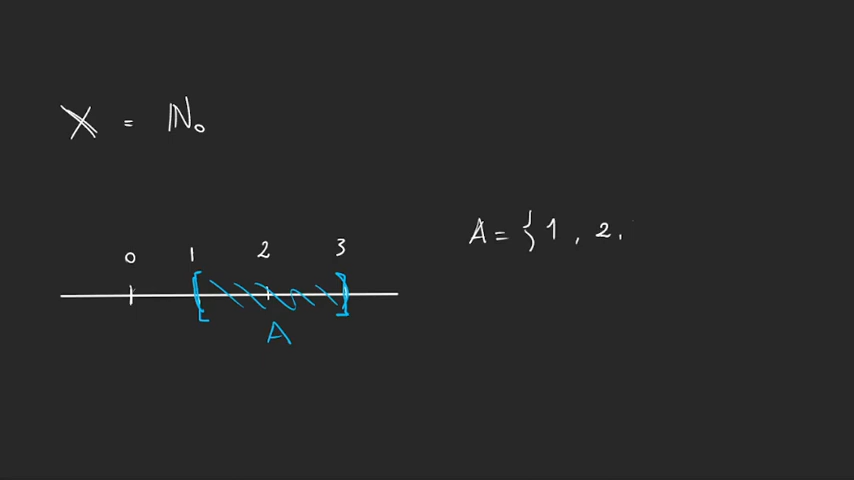 𝕏 = ℕ₀
A = { 1 , 2 ,
0 1 2 3
A